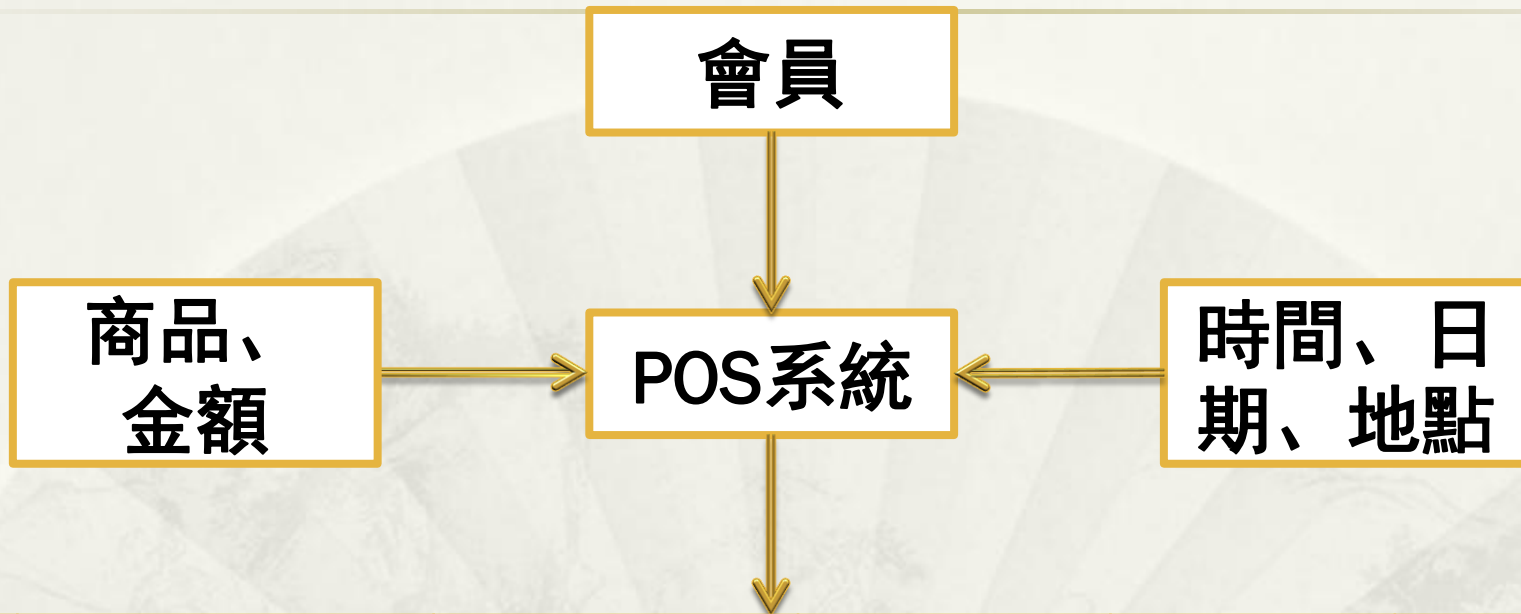 會員
商品、
金額
POS系統
時間、日
期、地點